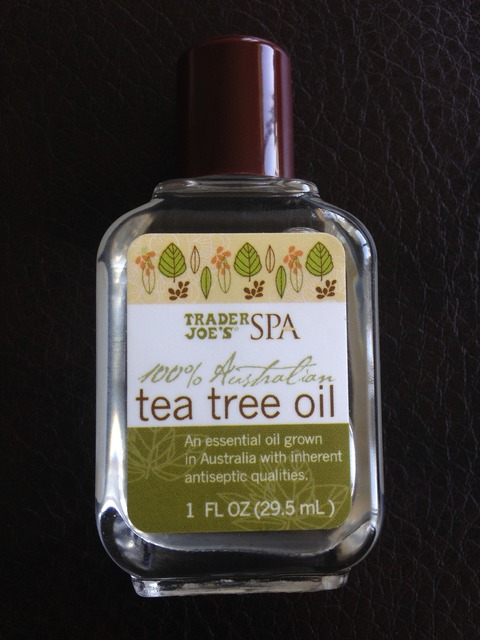 TRADER JOE'S® SPA
100% Australian
tea tree oil
An essential oil grown
in Australia with inherent
antiseptic qualities.
1 FL OZ (29.5 mL)